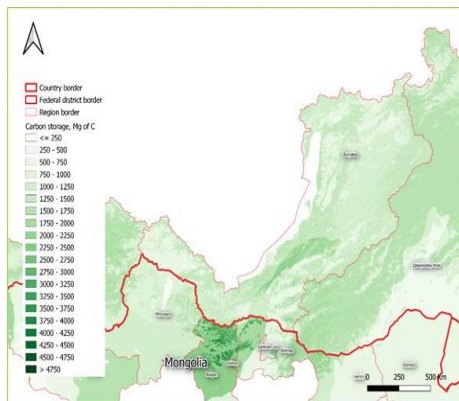 Country border
Federal district border
Region border
Carbon storage, Mg of C
<= 250
250 - 500
500 - 750
750 - 1000
1000 - 1250
1250 - 1500
1500 - 1750
1750 - 2000
2000 - 2250
2250 - 2500
2500 - 2750
2750 - 3000
3000 - 3250
3250 - 3500
3500 - 3750
3750 - 4000
4000 - 4250
4250 - 4500
4500 - 4750
> 4750
Mongolia
0 250 500 Km